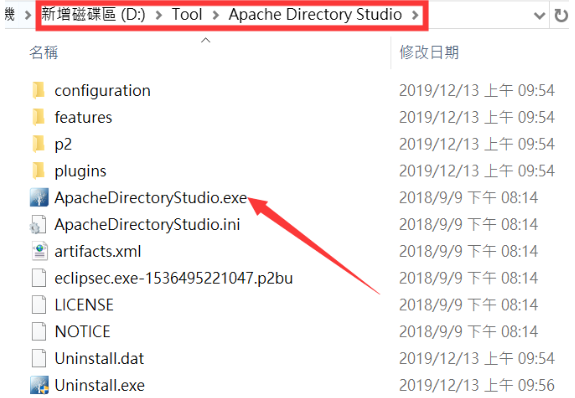 機 > 新增磁碟區 (D:) > Tool > Apache Directory Studio >
名稱 修改日期
configuration 2019/12/13 上午 09:54
features 2019/12/13 上午 09:54
p2 2019/12/13 上午 09:54
plugins 2019/12/13 上午 09:54
ApacheDirectoryStudio.exe 2018/9/9 下午 08:14
ApacheDirectoryStudio.ini 2018/9/9 下午 08:14
artifacts.xml 2018/9/9 下午 08:14
eclipsec.exe-1536495221047.p2bu 2018/9/9 下午 08:14
LICENSE 2018/9/9 下午 08:14
NOTICE 2018/9/9 下午 08:14
Uninstall.dat 2019/12/13 上午 09:54
Uninstall.exe 2019/12/13 上午 09:56